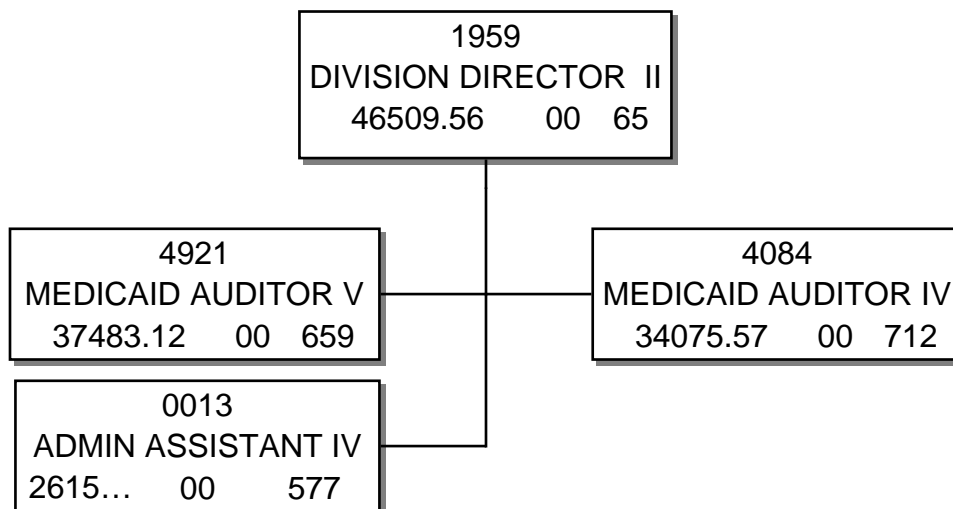 1959
DIVISION DIRECTOR II
46509.56 00 65
4921
MEDICAID AUDITOR V
37483.12 00 659
4084
MEDICAID AUDITOR IV
34075.57 00 712
0013
ADMIN ASSISTANT IV
2615… 00 577